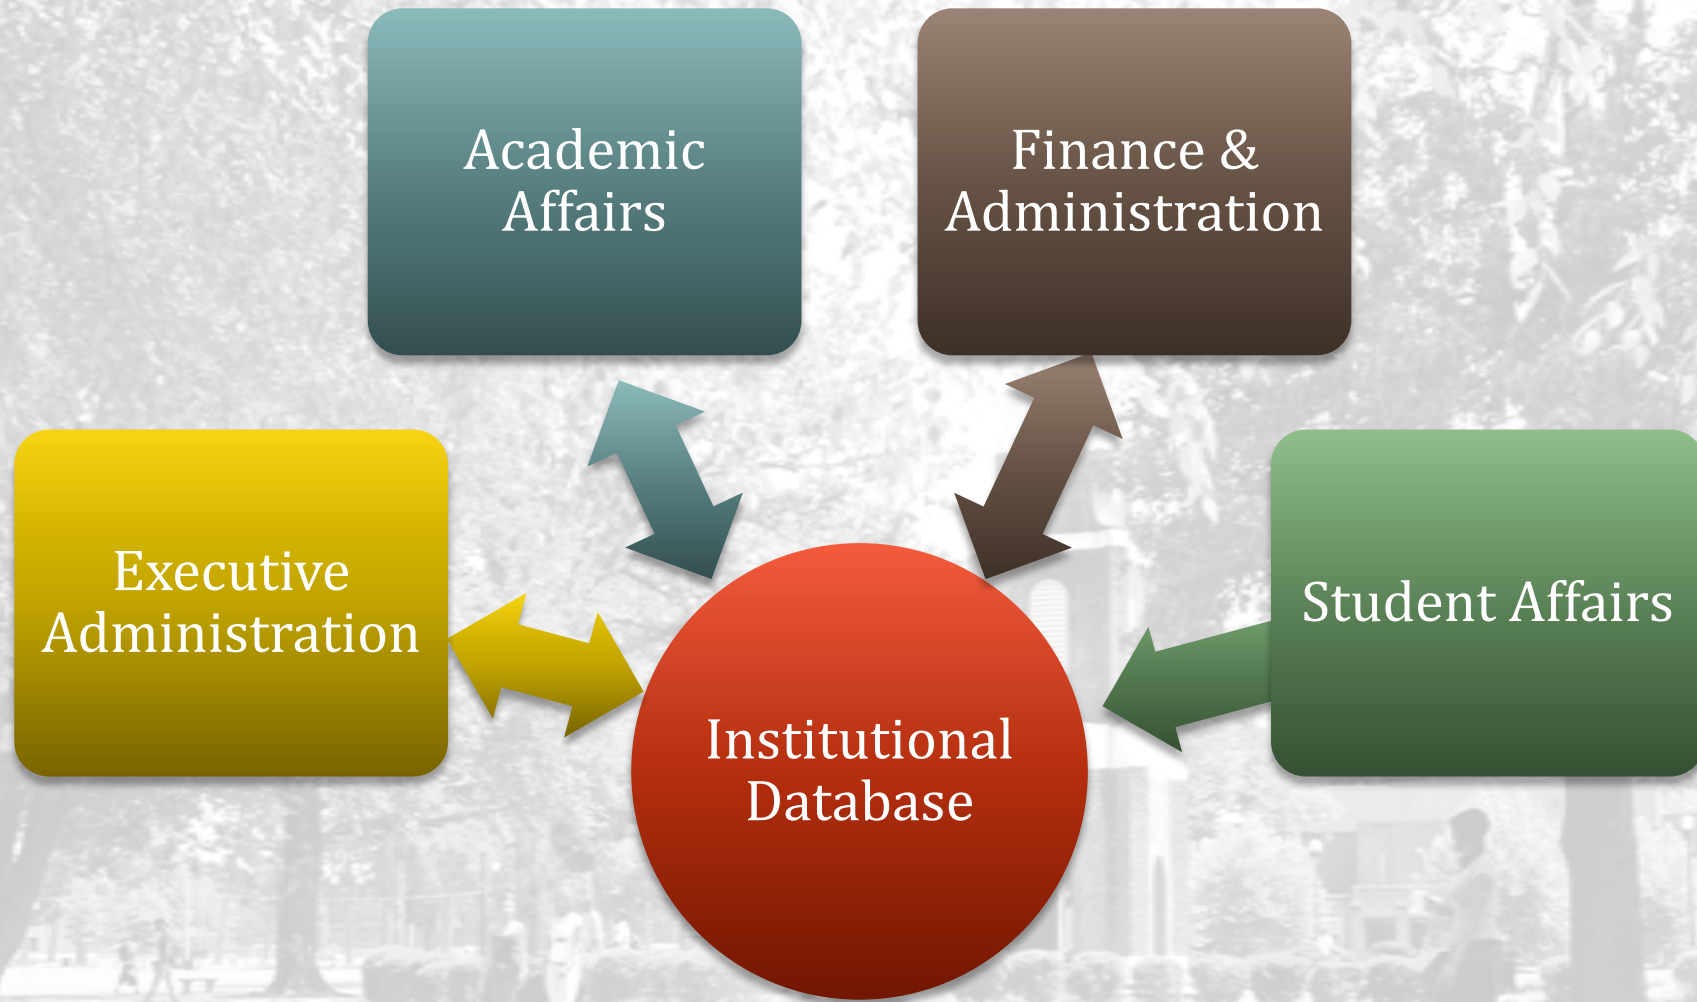 Academic
Affairs
Finance &
Administration
Executive
Administration
Student Affairs
Institutional
Database